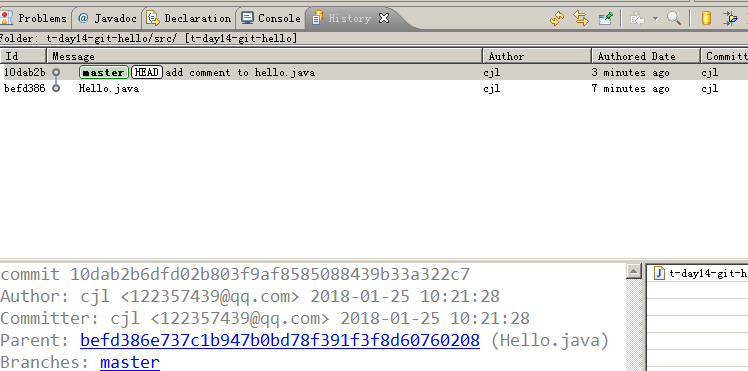 Problems @ Javadoc Declaration Console History
Folder: t-day14-git-hello/src/ [t-day14-git-hello]
Id Message Author Authored Date Committ
10dab2b master HEAD add comment to hello.java cjl 3 minutes ago cjl
befd386 Hello.java cjl 7 minutes ago cjl
commit 10dab2b6dfd02b803f9af8585088439b33a322c7
Author: cjl <122357439@qq.com> 2018-01-25 10:21:28
Committer: cjl <122357439@qq.com> 2018-01-25 10:21:28
Parent: befd386e737c1b947b0bd78f391f3f8d60760208 (Hello.java)
Branches: master
J t-day14-git-h